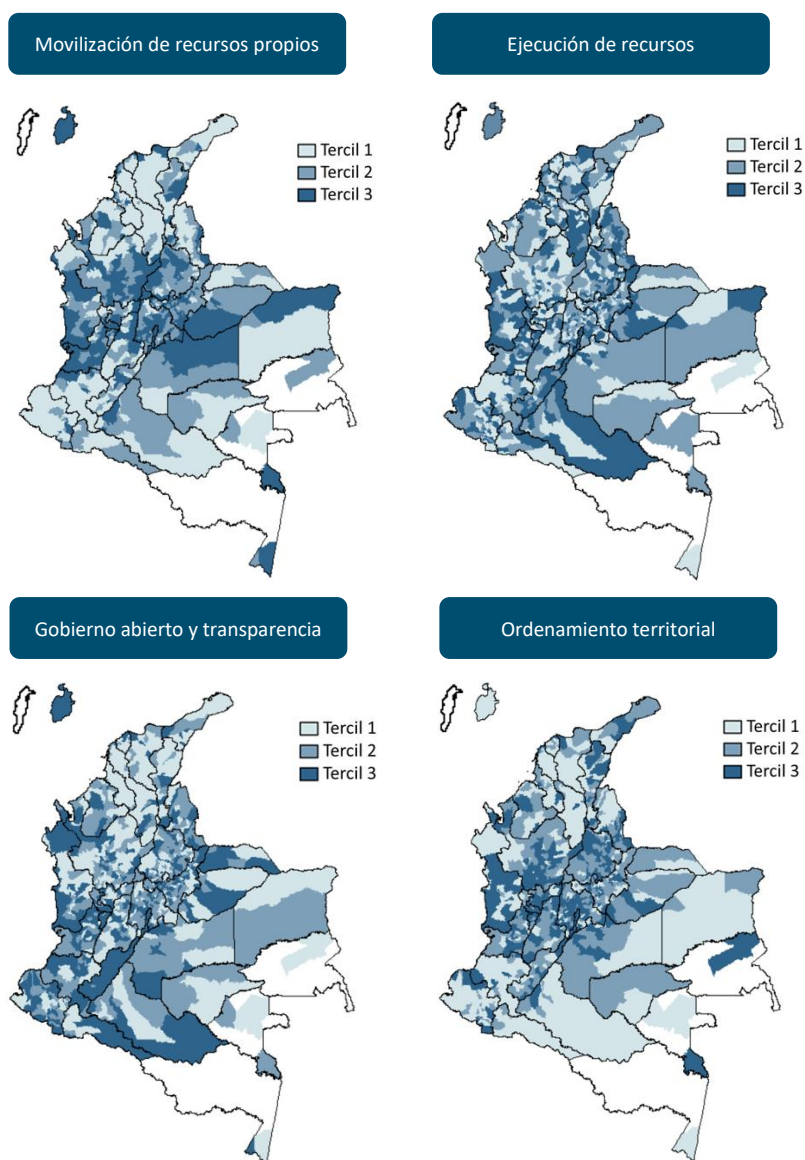 Movilización de recursos propios
Ejecución de recursos
Tercil 1
Tercil 2
Tercil 3
Tercil 1
Tercil 2
Tercil 3
Gobierno abierto y transparencia
Ordenamiento territorial
Tercil 1
Tercil 2
Tercil 3
Tercil 1
Tercil 2
Tercil 3